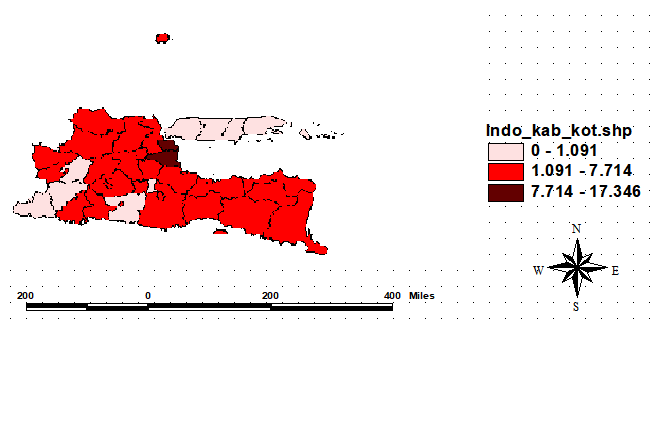 Indo_kab_kot.shp
0 - 1.091
1.091 - 7.714
7.714 - 17.346
N
W
E
S
200 0 200 400 Miles